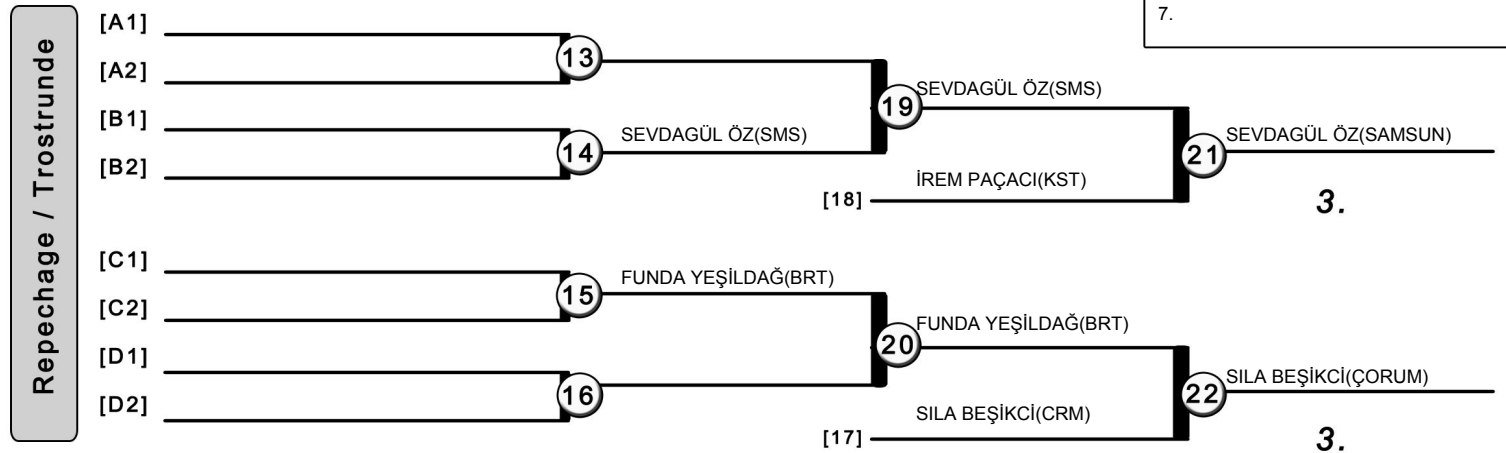 7.
Repechage / Trostrunde
[A1]
[A2]
13
[B1]
[B2]
14
SEVDAGÜL ÖZ(SMS)
19
SEVDAGÜL ÖZ(SMS)
[18]
İREM PAÇACI(KST)
21
SEVDAGÜL ÖZ(SAMSUN)
3.
[C1]
[C2]
15
FUNDA YEŞİLDAĞ(BRT)
[D1]
[D2]
16
20
FUNDA YEŞİLDAĞ(BRT)
[17]
SILA BEŞİKCİ(CRM)
22
SILA BEŞİKCİ(ÇORUM)
3.